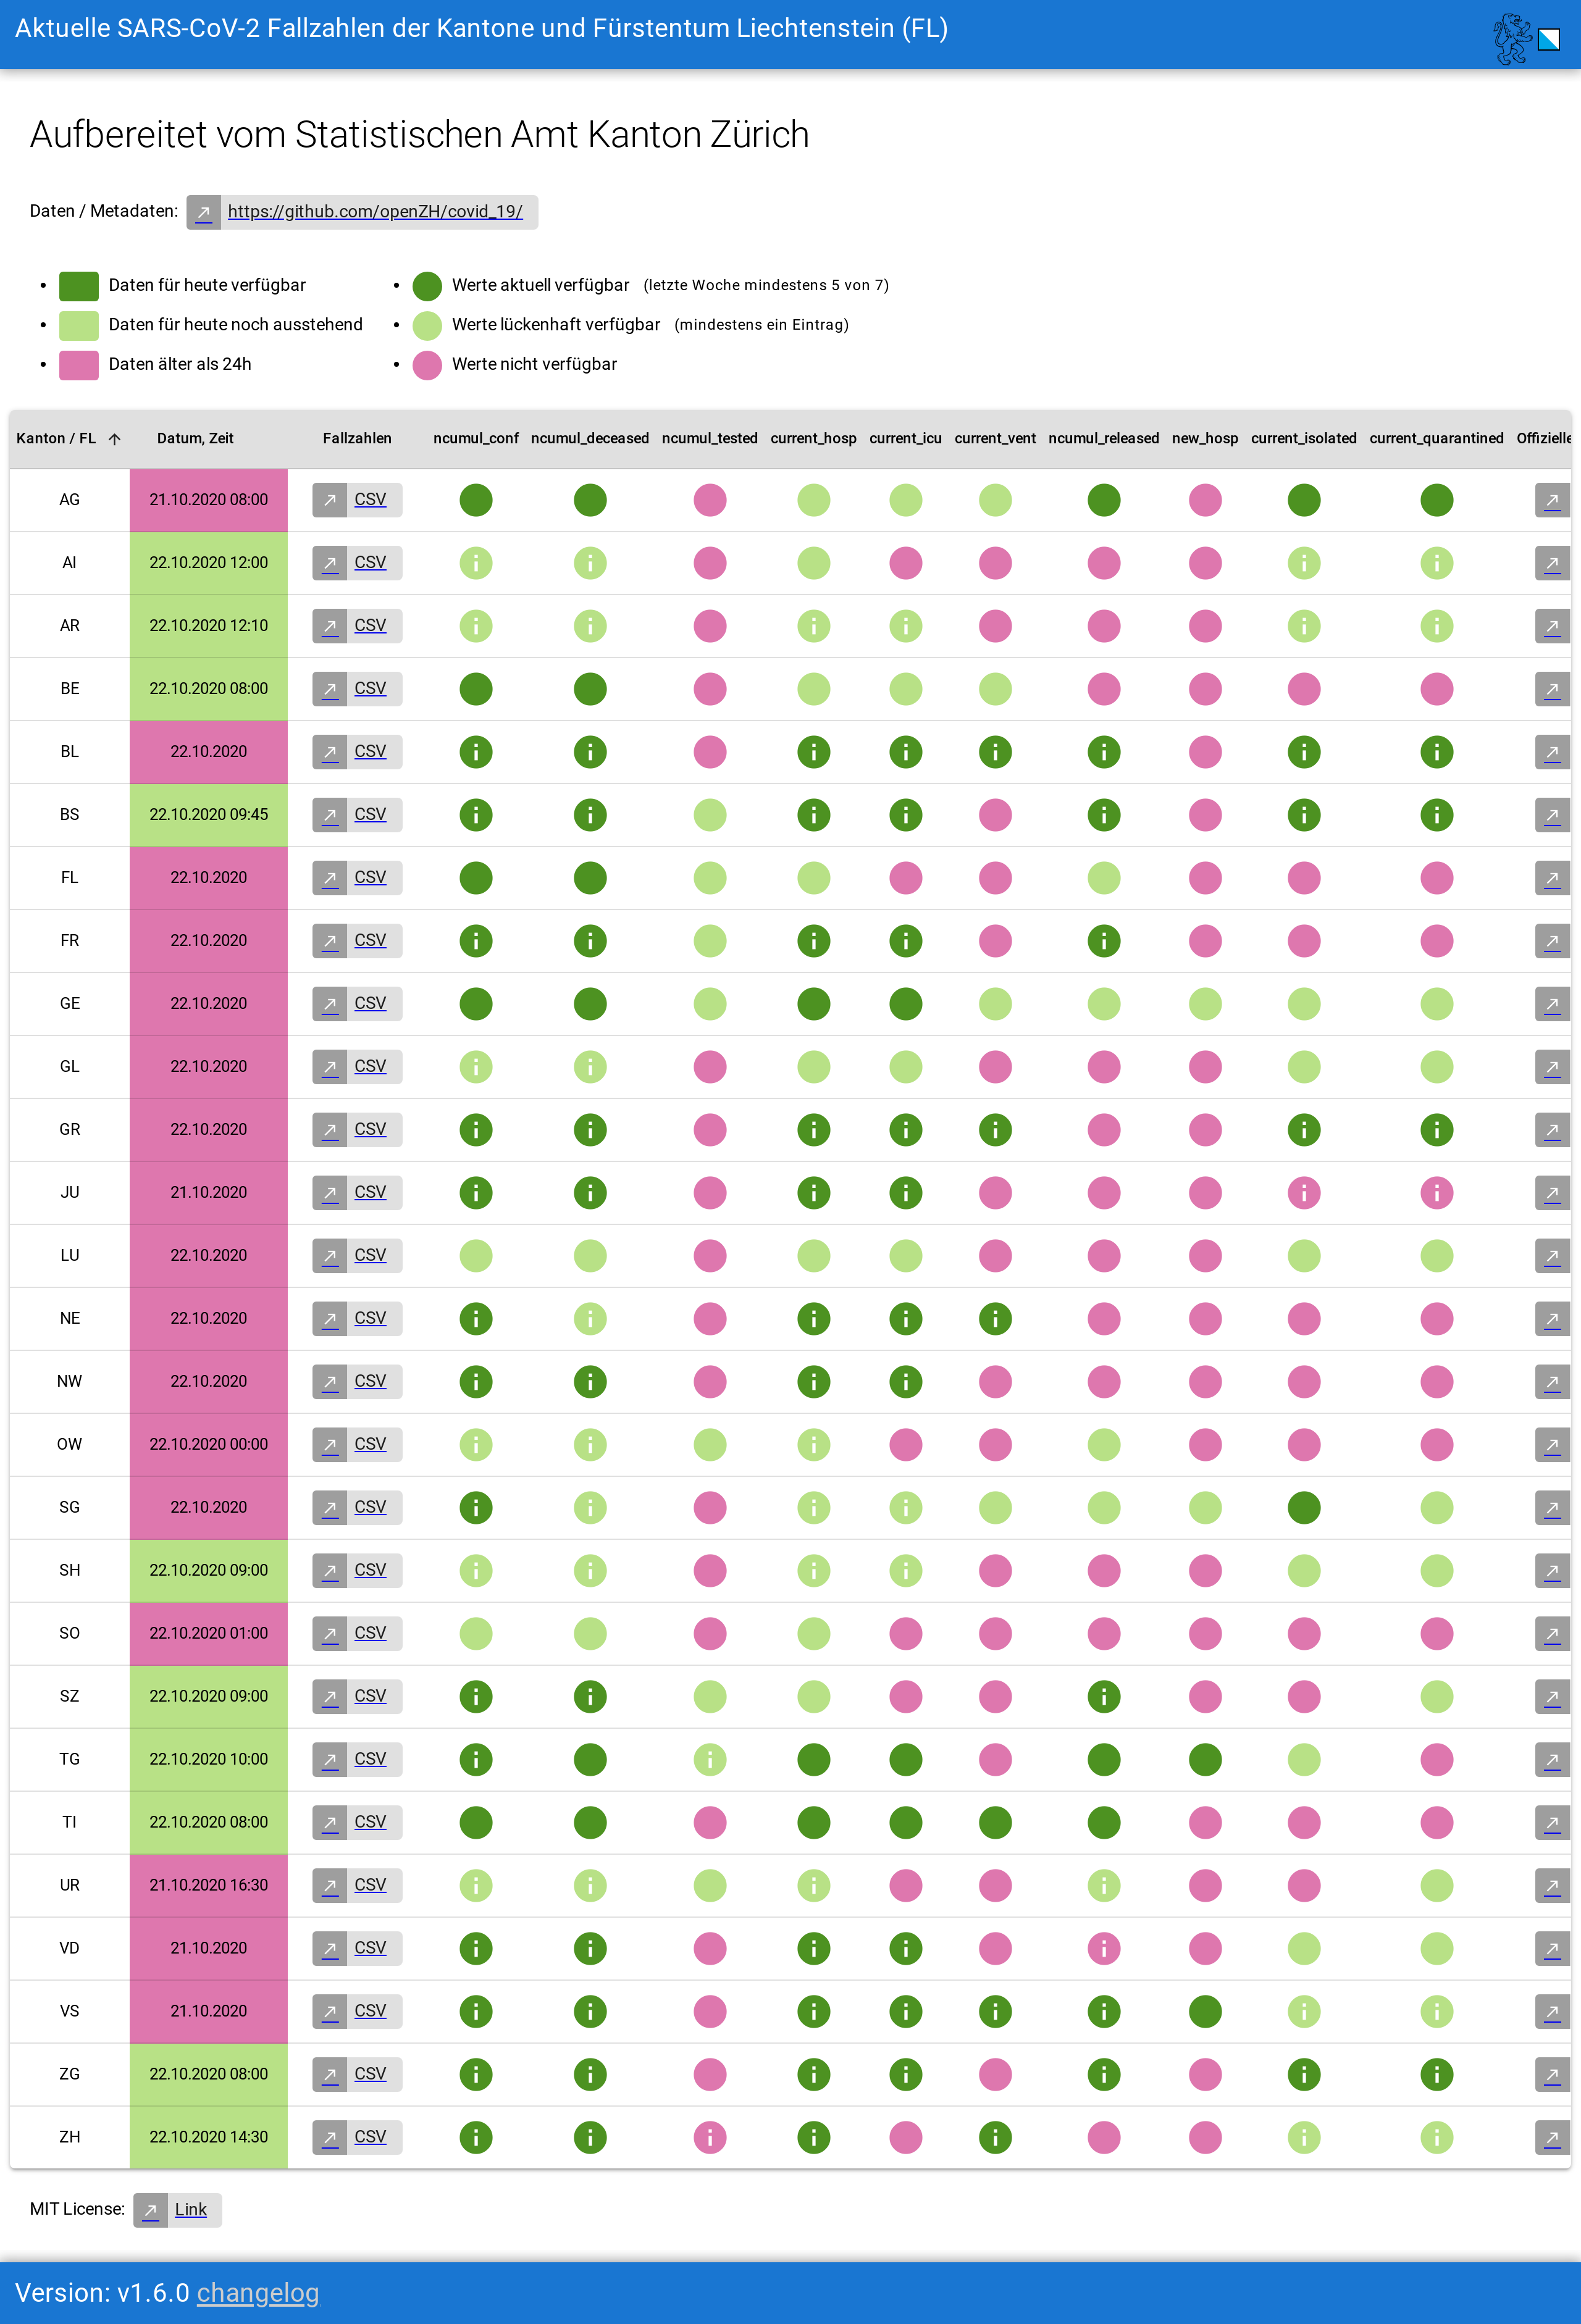 Aktuelle SARS-CoV-2 Fallzahlen der Kantone und Fürstentum Liechtenstein (FL)
Aufbereitet vom Statistischen Amt Kanton Zürich
Daten / Metadaten: https://github.com/openZH/covid_19/
Daten für heute verfügbar
Daten für heute noch ausstehend
Daten älter als 24h
Werte aktuell verfügbar (letzte Woche mindestens 5 von 7)
Werte lückenhaft verfügbar (mindestens ein Eintrag)
Werte nicht verfügbar
Kanton / FL Datum, Zeit Fallzahlen ncumul_conf ncumul_deceased ncumul_tested current_hosp current_icu current_vent ncumul_released new_hosp current_isolated current_quarantined Offizielle
AG 21.10.2020 08:00 CSV
AI 22.10.2020 12:00 CSV
AR 22.10.2020 12:10 CSV
BE 22.10.2020 08:00 CSV
BL 22.10.2020 CSV
BS 22.10.2020 09:45 CSV
FL 22.10.2020 CSV
FR 22.10.2020 CSV
GE 22.10.2020 CSV
GL 22.10.2020 CSV
GR 22.10.2020 CSV
JU 21.10.2020 CSV
LU 22.10.2020 CSV
NE 22.10.2020 CSV
NW 22.10.2020 CSV
OW 22.10.2020 00:00 CSV
SG 22.10.2020 CSV
SH 22.10.2020 09:00 CSV
SO 22.10.2020 01:00 CSV
SZ 22.10.2020 09:00 CSV
TG 22.10.2020 10:00 CSV
TI 22.10.2020 08:00 CSV
UR 21.10.2020 16:30 CSV
VD 21.10.2020 CSV
VS 21.10.2020 CSV
ZG 22.10.2020 08:00 CSV
ZH 22.10.2020 14:30 CSV
MIT License: Link
Version: v1.6.0 changelog